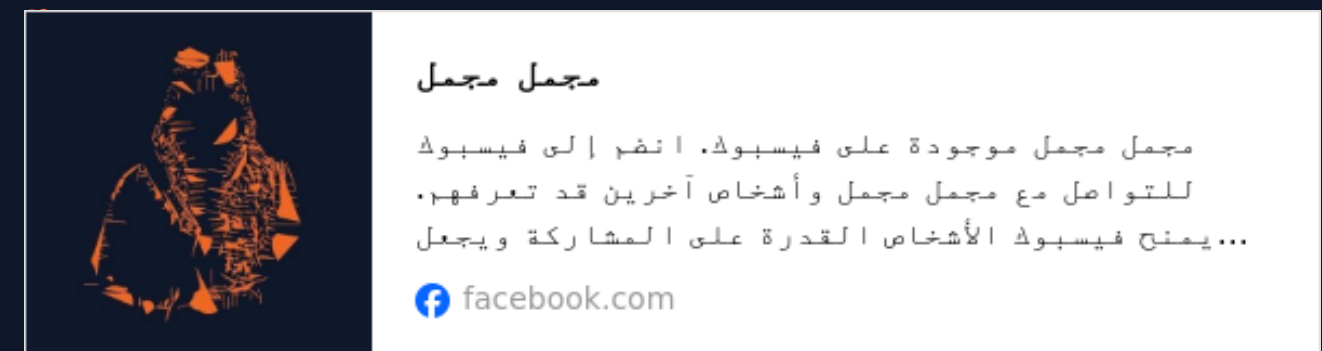 مجمل مجمل
مجمل مجمل موجودة على فيسبوك. انضم إلى فيسبوك
للتواصل مع مجمل مجمل وأشخاص آخرين قد تعرفهم.
يمنح فيسبوك الأشخاص القدرة على المشاركة ويجعل...
facebook.com